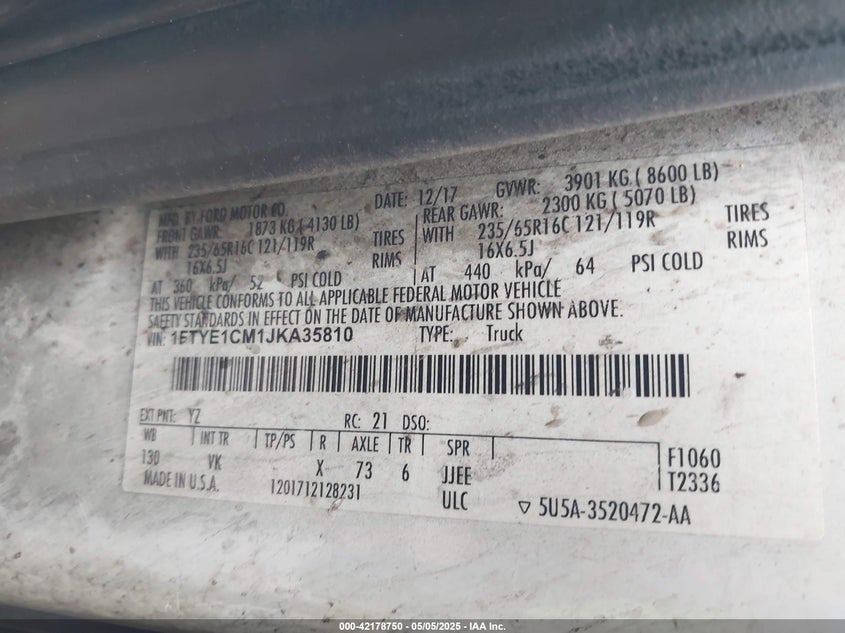 MFD. BY FORD MOTOR CO. DATE: 12/17 GVWR: 3901 KG ( 8600 LB)
FRONT GAWR: 1873 KG ( 4130 LB) REAR GAWR: 2300 KG ( 5070 LB)
WITH 235/65R16C 121/119R TIRES WITH 235/65R16C 121/119R TIRES
16X6.5J RIMS 16X6.5J RIMS
AT 360 kPa/ 52 PSI COLD AT 440 kPa/ 64 PSI COLD
THIS VEHICLE CONFORMS TO ALL APPLICABLE FEDERAL MOTOR VEHICLE
SAFETY STANDARDS IN EFFECT ON THE DATE OF MANUFACTURE SHOWN ABOVE.
VIN: 1FTYE1CM1JKA35810 TYPE: Truck
EXT PNT: YZ RC: 21 DSO:
WB INT TR TP/PS R AXLE TR SPR F1060
130 VK X 73 6 JJEE T2336
MADE IN U.S.A. 1201712128231 ULC 5U5A-3520472-AA
000-42178750 - 05/05/2025 - IAA Inc.